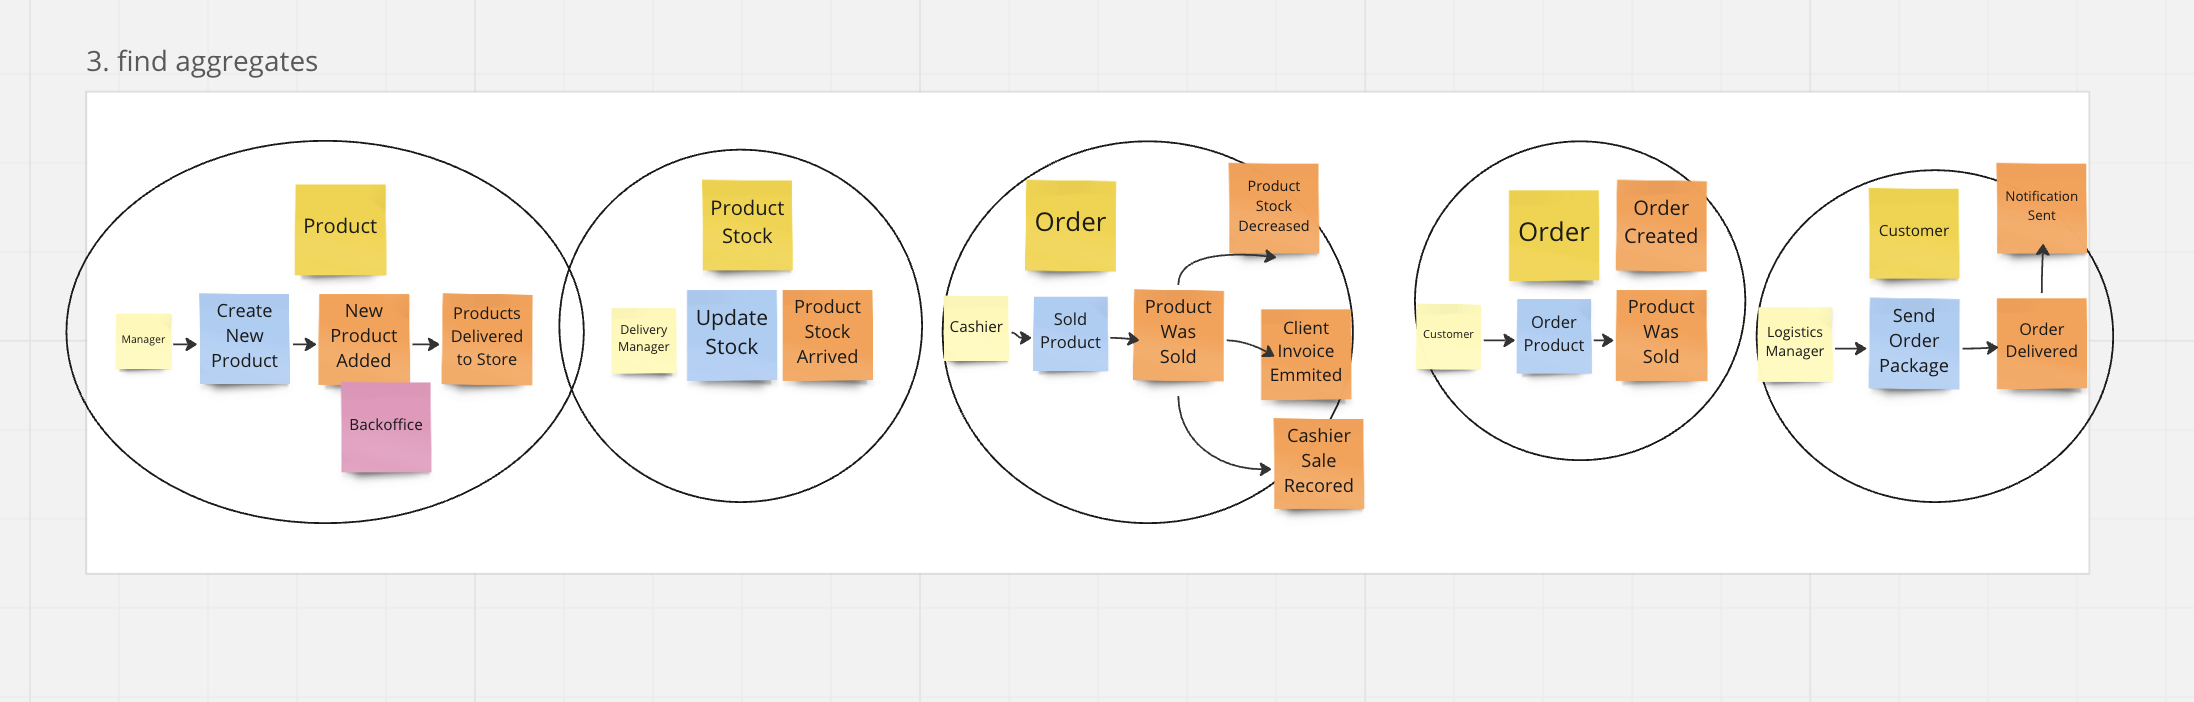 3. find aggregates
Product
Manager
Create
New
Product
New
Product
Added
Products
Delivered
to Store
Backoffice
Product
Stock
Delivery
Manager
Update
Stock
Product
Stock
Arrived
Order
Cashier
Sold
Product
Product
Was
Sold
Product
Stock
Decreased
Client
Invoice
Emmited
Cashier
Sale
Recored
Order
Order
Created
Customer
Order
Product
Product
Was
Sold
Customer
Notification
Sent
Logistics
Manager
Send
Order
Package
Order
Delivered